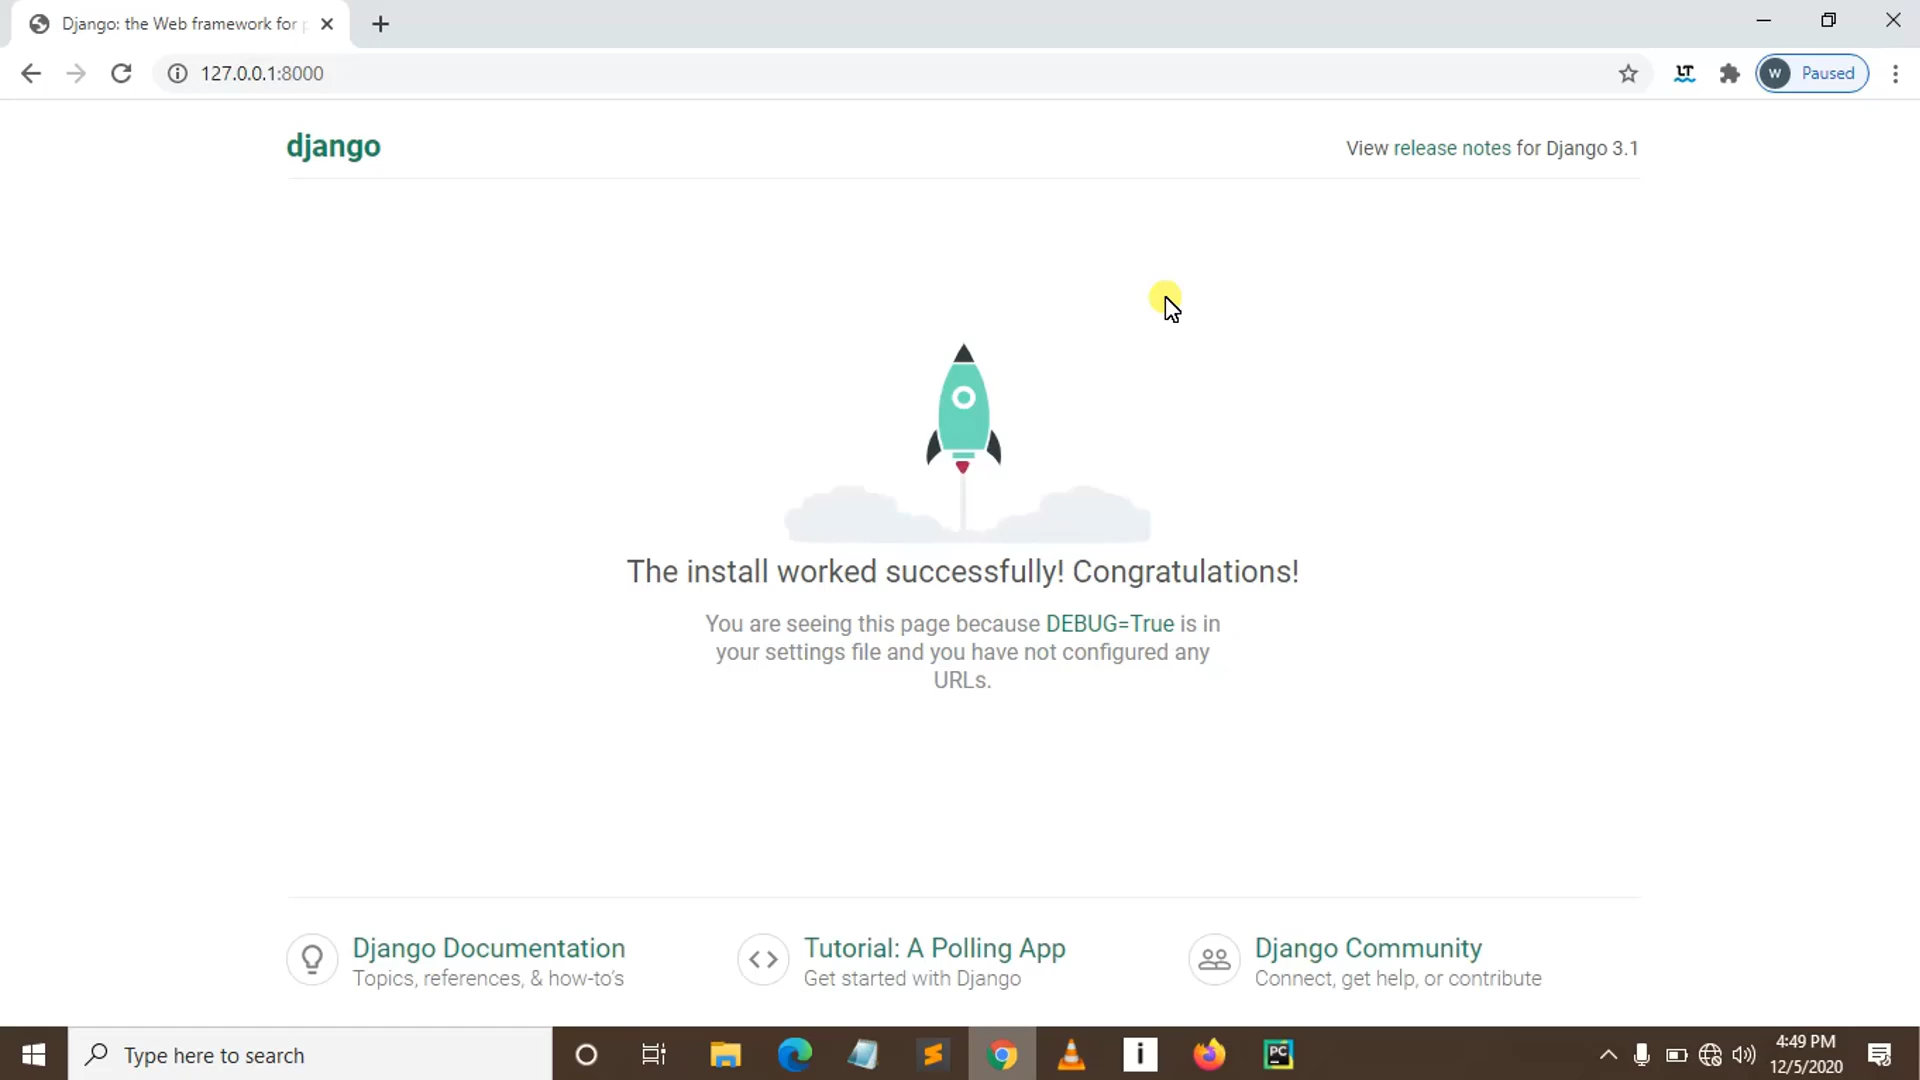 Django: the Web framework for p
127.0.0.1:8000
LT
W
Paused
django
View release notes for Django 3.1
The install worked successfully! Congratulations!
You are seeing this page because DEBUG=True is in
your settings file and you have not configured any
URLs.
Django Documentation
Topics, references, & how-to's
Tutorial: A Polling App
Get started with Django
Django Community
Connect, get help, or contribute
Type here to search
i
PC
4:49 PM
12/5/2020